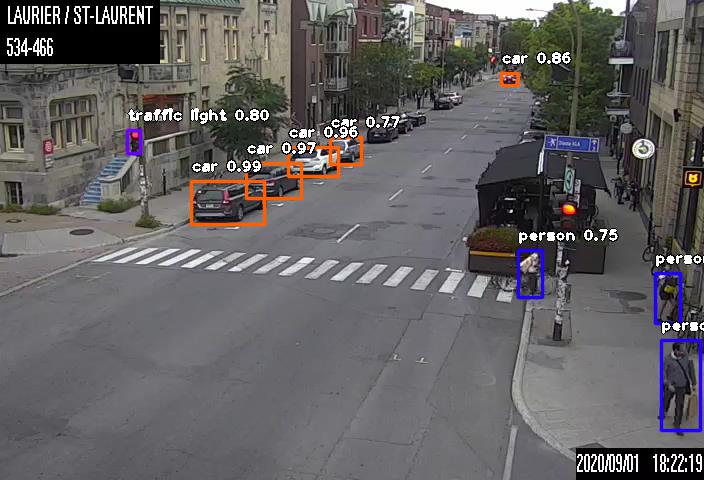 LAURIER / ST-LAURENT
534-466
car 0.86
traffic light 0.80
car 0.77
car 0.96
car 0.97
car 0.99
person 0.75
perso
perso
2020/09/01 18:22:19